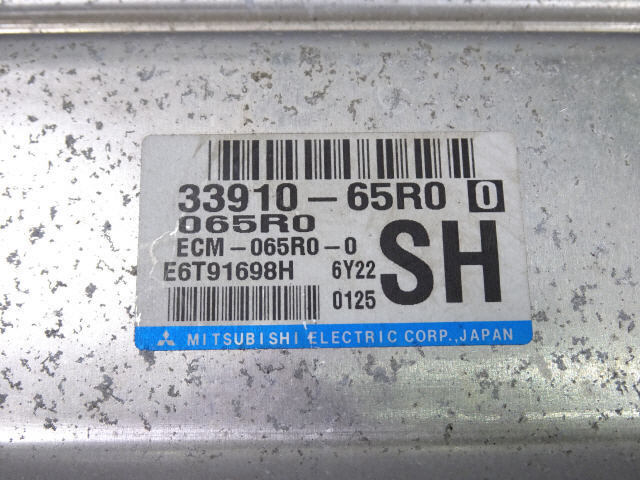 33910-65R0 0
065R0
ECM-065R0-0
E6T91698H 6Y22
0125
SH
MITSUBISHI ELECTRIC CORP., JAPAN